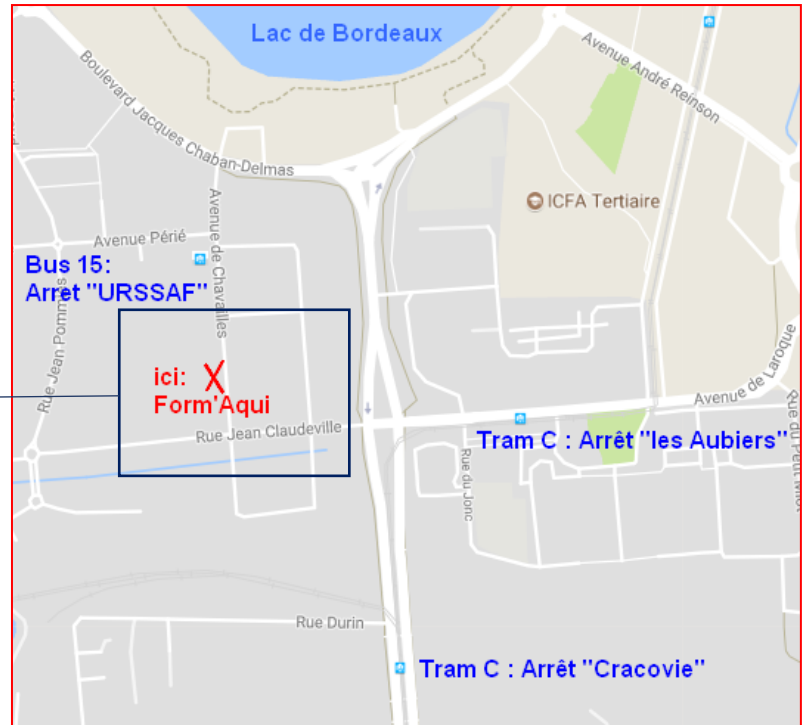 Lac de Bordeaux
Avenue André Reinson
Boulevard Jacques Chaban-Delmas
ICFA Tertiaire
Avenue de Chavailles
Avenue Périé
Bus 15:
Arrêt "URSSAF"
Rue Jean Pommiès
ici: X
Form'Aqui
Avenue de Laroque
Rue Jean Claudeville
Tram C : Arrêt "les Aubiers"
Rue du Jonc
Rue Durin
Tram C : Arrêt "Cracovie"